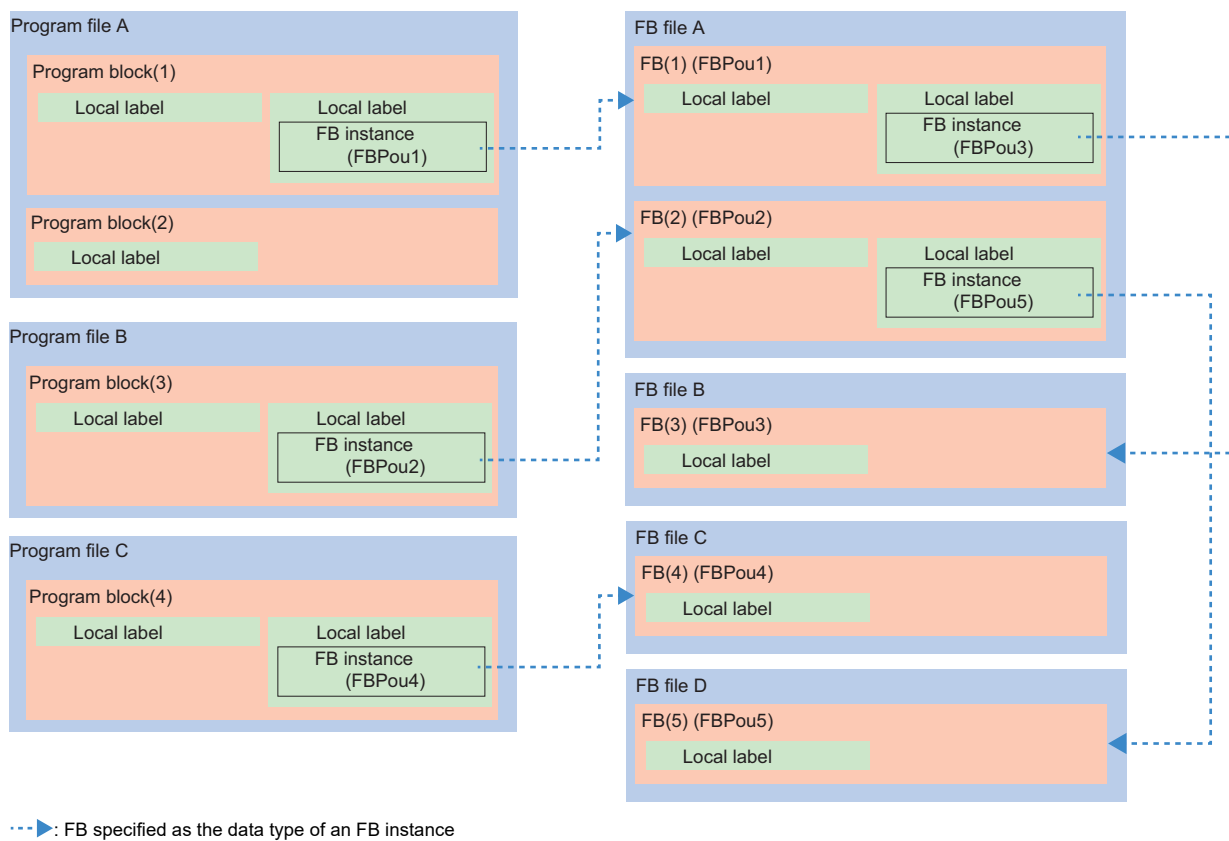 Program file A
Program block(1)
Local label
Local label
FB instance
(FBPou1)
Program block(2)
Local label
Program file B
Program block(3)
Local label
Local label
FB instance
(FBPou2)
Program file C
Program block(4)
Local label
Local label
FB instance
(FBPou4)
FB file A
FB(1) (FBPou1)
Local label
Local label
FB instance
(FBPou3)
FB(2) (FBPou2)
Local label
Local label
FB instance
(FBPou5)
FB file B
FB(3) (FBPou3)
Local label
FB file C
FB(4) (FBPou4)
Local label
FB file D
FB(5) (FBPou5)
Local label
: FB specified as the data type of an FB instance